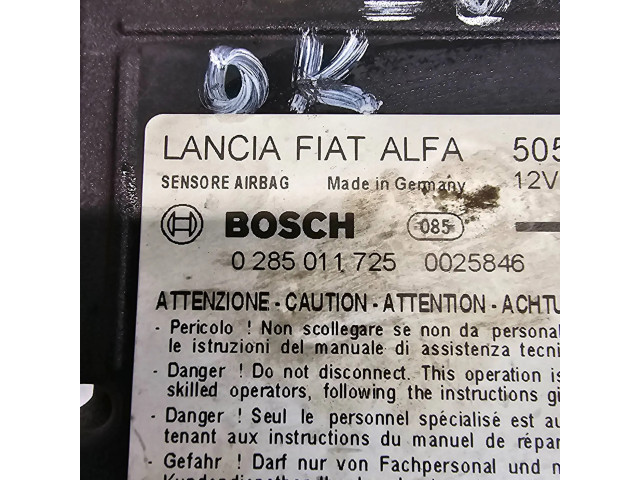 OK
LANCIA FIAT ALFA 505
SENSORE AIRBAG Made in Germany 12V
BOSCH 085
0 285 011 725 0025846
ATTENZIONE - CAUTION - ATTENTION - ACHTU
- Pericolo ! Non scollegare se non da personal
le istruzioni del manuale di assistenza tecni
- Danger ! Do not disconnect. This operation is
skilled operators, following the instructions gi
- Danger ! Seul le personnel spécialisé est au
tenant aux instructions du manuel de répar
- Gefahr ! Darf nur von Fachpersonal und n